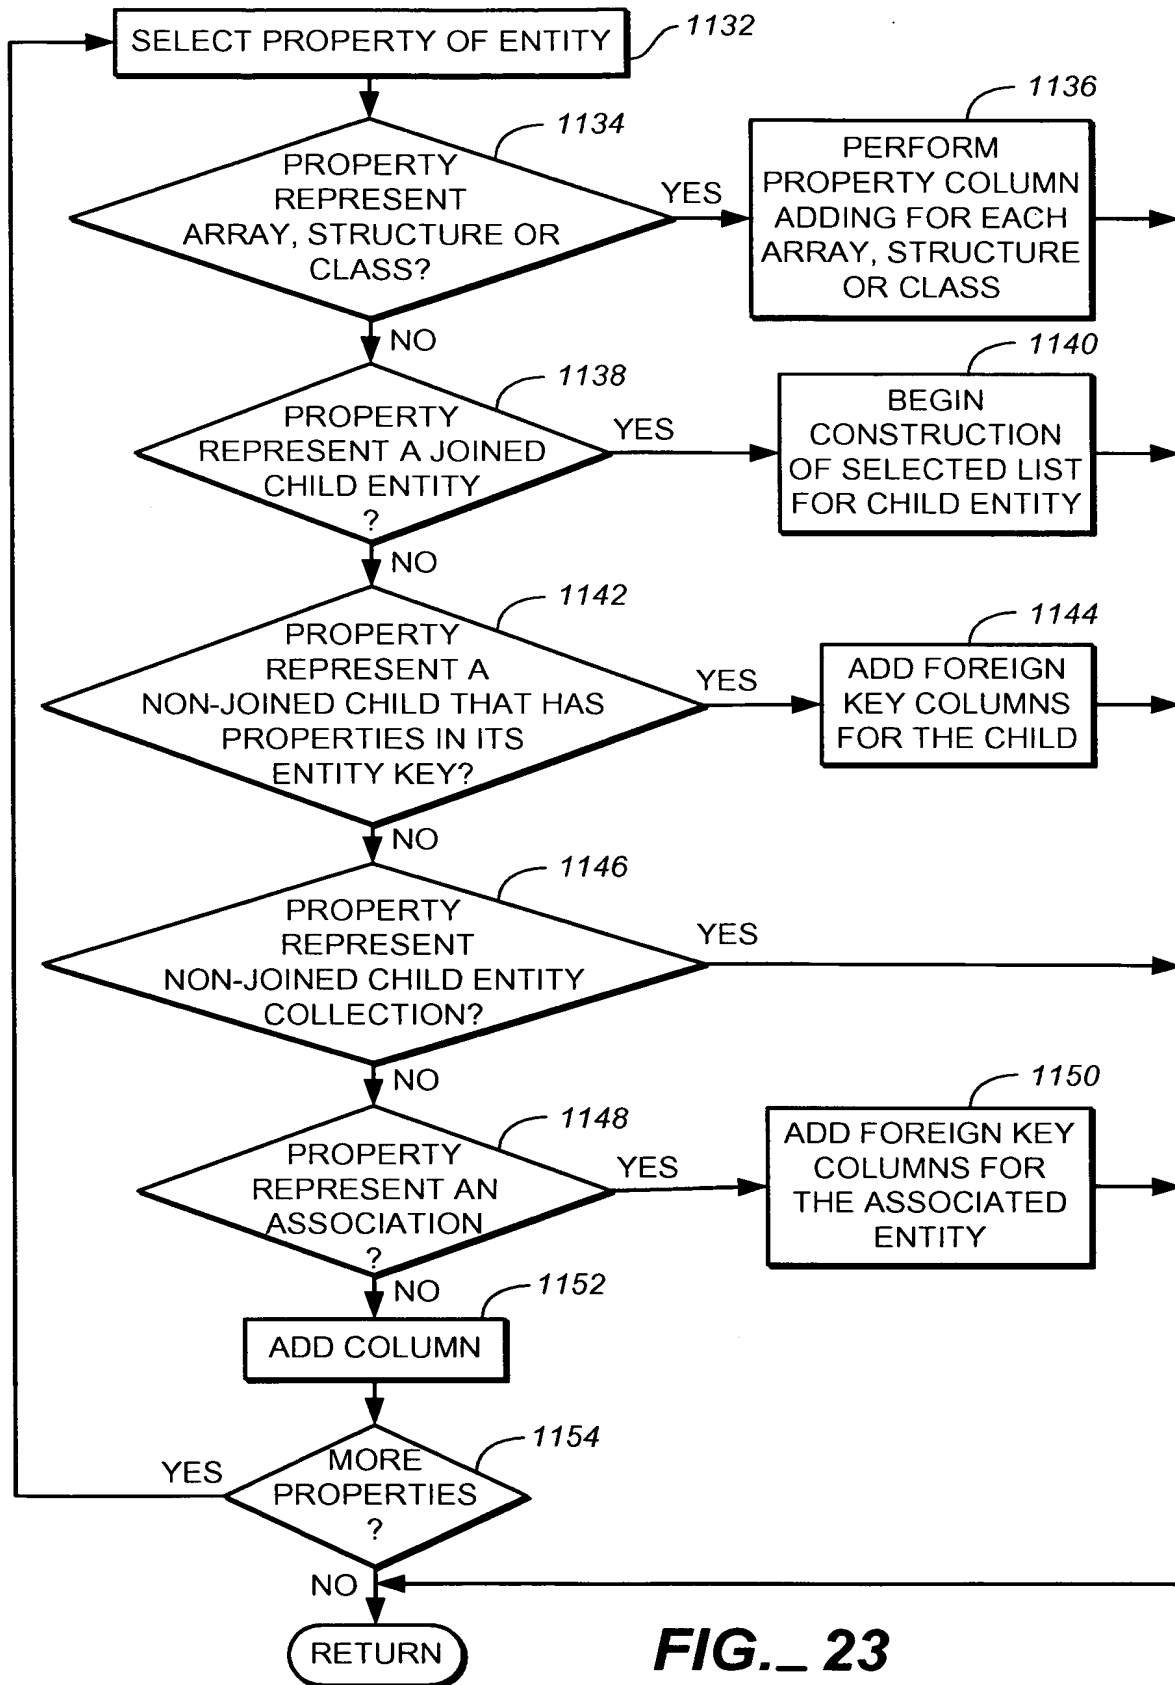 SELECT PROPERTY OF ENTITY
1132
PROPERTY
REPRESENT
ARRAY, STRUCTURE OR
CLASS?
1134
YES
PERFORM
PROPERTY COLUMN
ADDING FOR EACH
ARRAY, STRUCTURE
OR CLASS
1136
NO
PROPERTY
REPRESENT A JOINED
CHILD ENTITY
?
1138
YES
BEGIN
CONSTRUCTION
OF SELECTED LIST
FOR CHILD ENTITY
1140
NO
PROPERTY
REPRESENT A
NON-JOINED CHILD THAT HAS
PROPERTIES IN ITS
ENTITY KEY?
1142
YES
ADD FOREIGN
KEY COLUMNS
FOR THE CHILD
1144
NO
PROPERTY
REPRESENT
NON-JOINED CHILD ENTITY
COLLECTION?
1146
YES
NO
PROPERTY
REPRESENT AN
ASSOCIATION
?
1148
YES
ADD FOREIGN KEY
COLUMNS FOR
THE ASSOCIATED
ENTITY
1150
NO
ADD COLUMN
1152
MORE
PROPERTIES
?
1154
YES
NO
RETURN
FIG._ 23